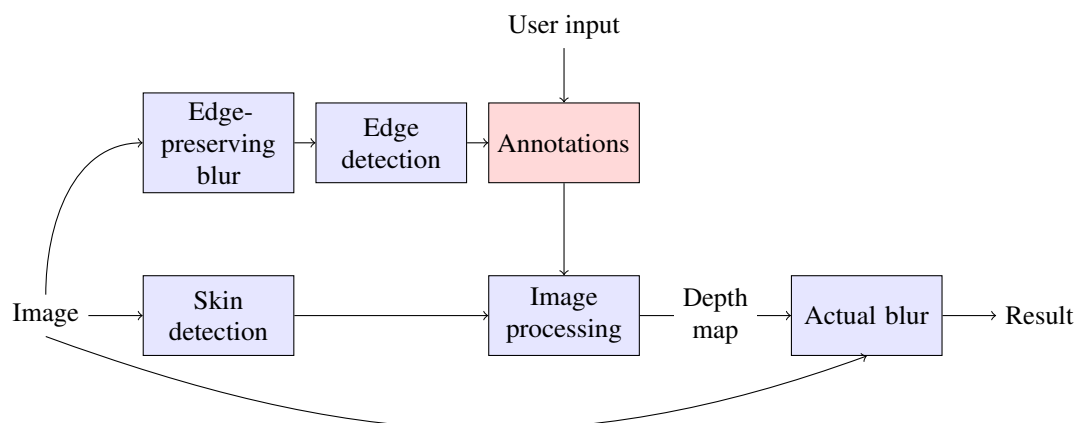 User input
Edge-
preserving
blur
Edge
detection
Annotations
Image
Skin
detection
Image
processing
Depth
map
Actual blur
Result